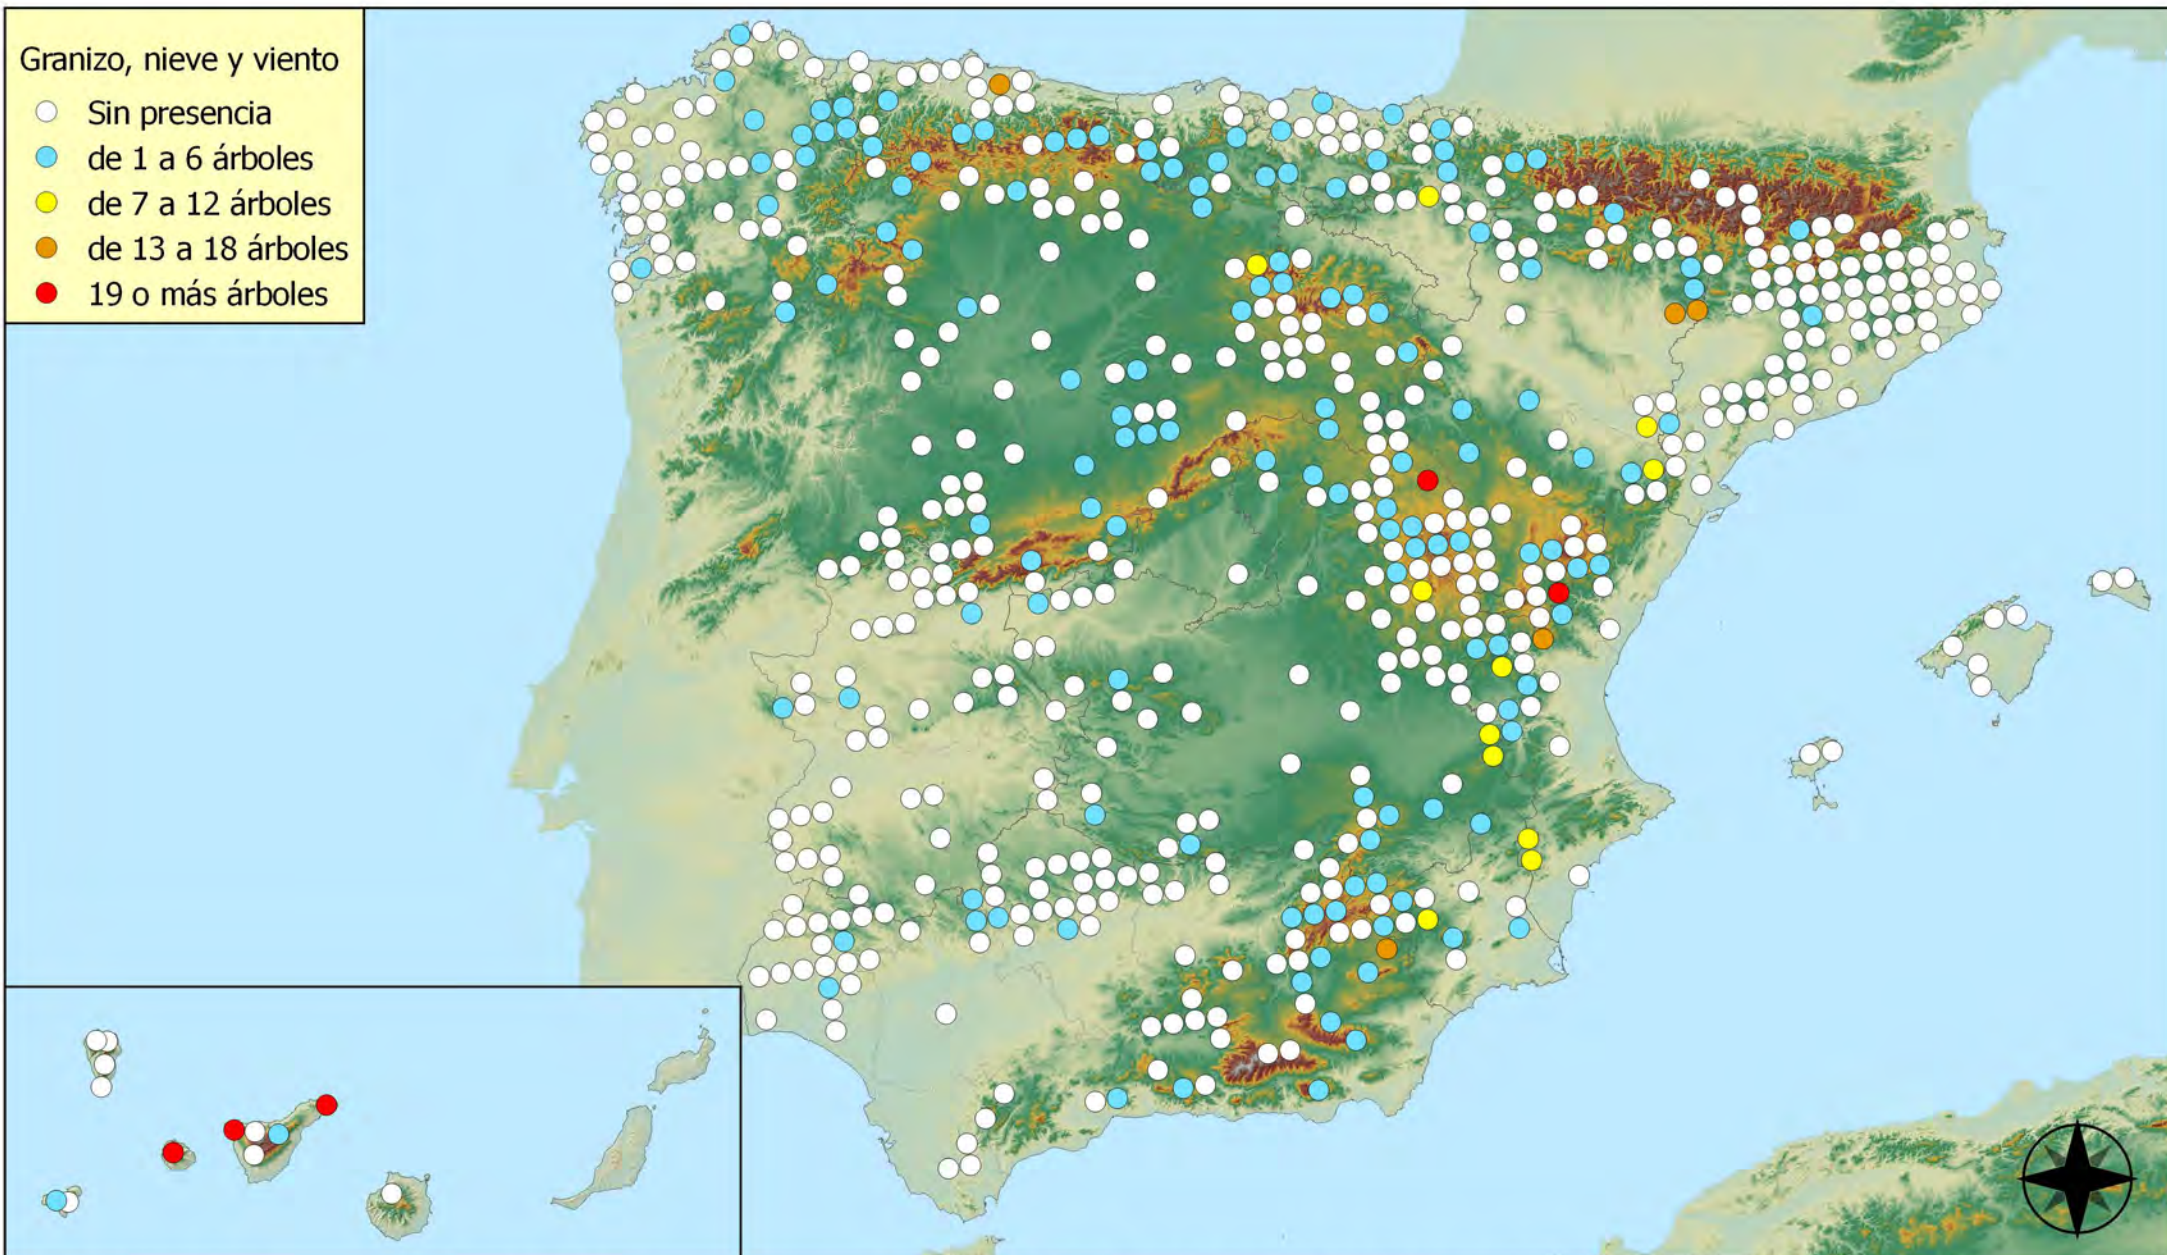 Granizo, nieve y viento
Sin presencia
de 1 a 6 árboles
de 7 a 12 árboles
de 13 a 18 árboles
19 o más árboles